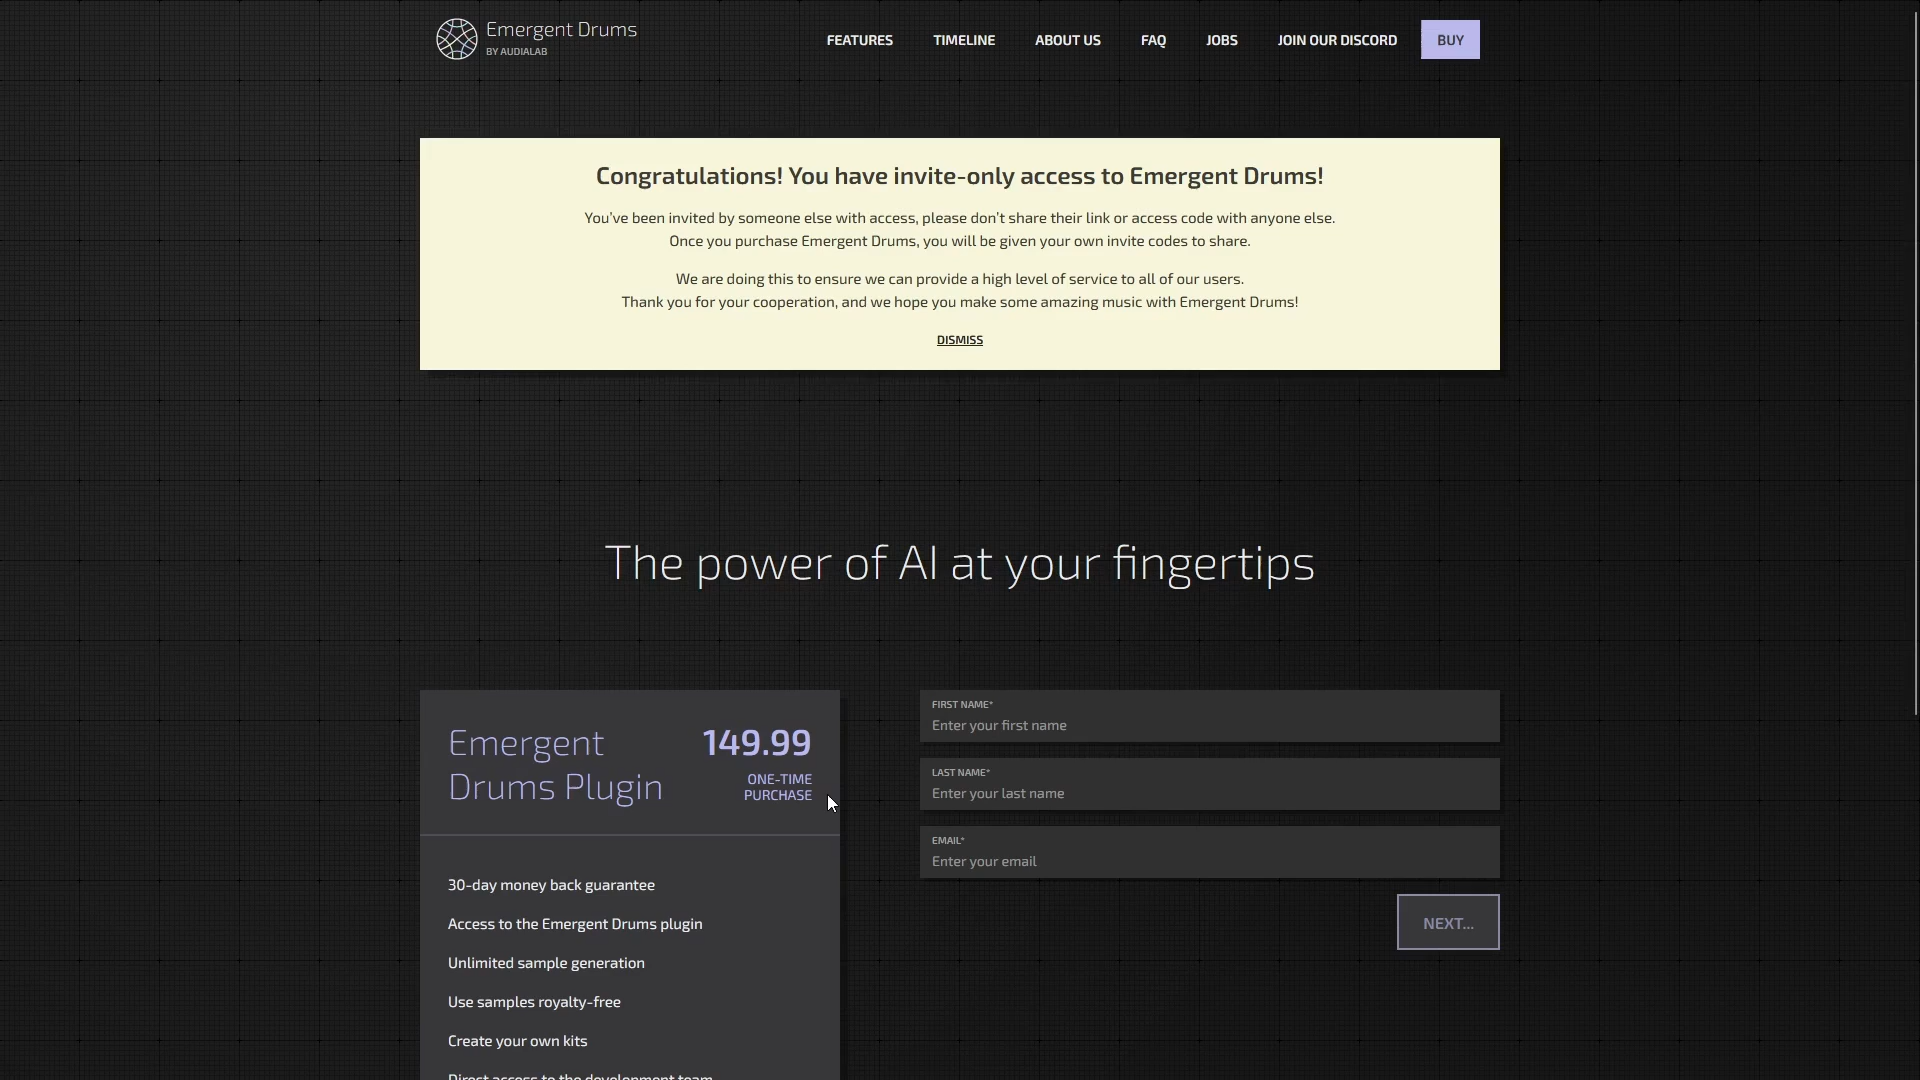 Emergent Drums
BY AUDIALAB
FEATURES TIMELINE ABOUT US FAQ JOBS JOIN OUR DISCORD BUY
Congratulations! You have invite-only access to Emergent Drums!
You've been invited by someone else with access, please don't share their link or access code with anyone else.
Once you purchase Emergent Drums, you will be given your own invite codes to share.
We are doing this to ensure we can provide a high level of service to all of our users.
Thank you for your cooperation, and we hope you make some amazing music with Emergent Drums!
DISMISS
The power of AI at your fingertips
Emergent
Drums Plugin
149.99
ONE-TIME
PURCHASE
30-day money back guarantee
Access to the Emergent Drums plugin
Unlimited sample generation
Use samples royalty-free
Create your own kits
Direct access to the development team
FIRST NAME*
Enter your first name
LAST NAME*
Enter your last name
EMAIL*
Enter your email
NEXT...